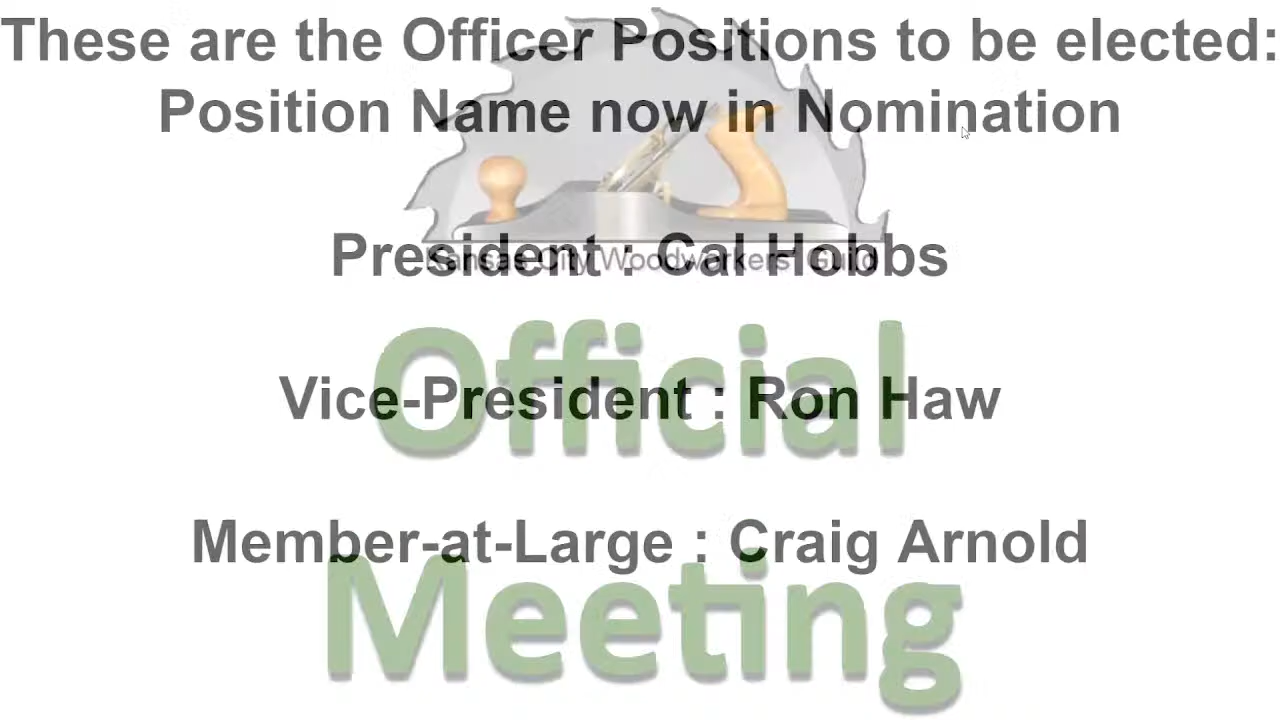 These are the Officer Positions to be elected:
Position Name now in Nomination
President : Cal Hobbs
Kansas City Woodworkers' Guild
Official
Vice-President : Ron Haw
Member-at-Large : Craig Arnold
Meeting